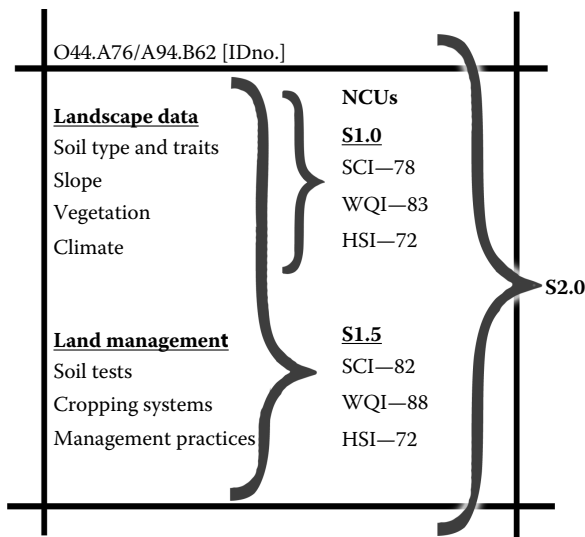 O44.A76/A94.B62 [IDno.]
NCUs
Landscape data
S1.0
Soil type and traits
SCI—78
Slope
WQI—83
Vegetation
HSI—72
Climate
S2.0
Land management
S1.5
Soil tests
SCI—82
Cropping systems
WQI—88
Management practices
HSI—72